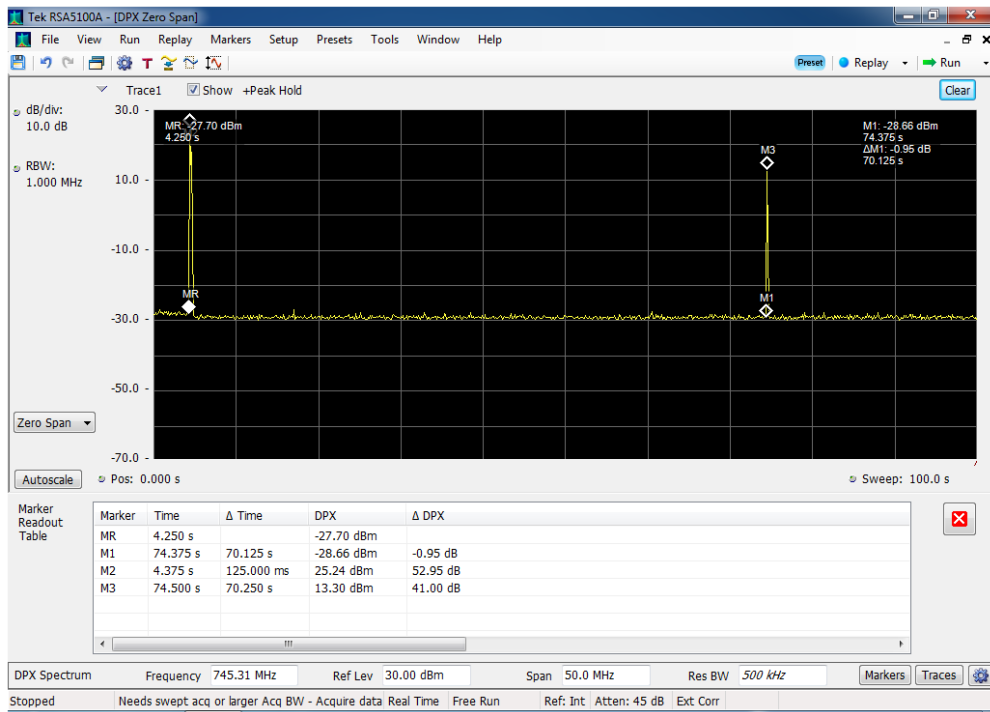 Tek RSA5100A - [DPX Zero Span]
File View Run Replay Markers Setup Presets Tools Window Help
T Preset Replay Run
Trace1 Show +Peak Hold Clear
dB/div:
10.0 dB
RBW:
1.000 MHz
30.0 -
10.0 -
-10.0 -
-30.0 -
-50.0 -
-70.0 -
MR: -27.70 dBm
4.250 s
M1: -28.66 dBm
74.375 s
ΔM1: -0.95 dB
70.125 s
M3
MR
M1
Zero Span
Autoscale Pos: 0.000 s Sweep: 100.0 s
Marker
Readout
Table
Marker Time Δ Time DPX Δ DPX
MR 4.250 s -27.70 dBm
M1 74.375 s 70.125 s -28.66 dBm -0.95 dB
M2 4.375 s 125.000 ms 25.24 dBm 52.95 dB
M3 74.500 s 70.250 s 13.30 dBm 41.00 dB
DPX Spectrum Frequency 745.31 MHz Ref Lev 30.00 dBm Span 50.0 MHz Res BW 500 kHz Markers Traces
Stopped Needs swept acq or larger Acq BW - Acquire data Real Time Free Run Ref: Int Atten: 45 dB Ext Corr